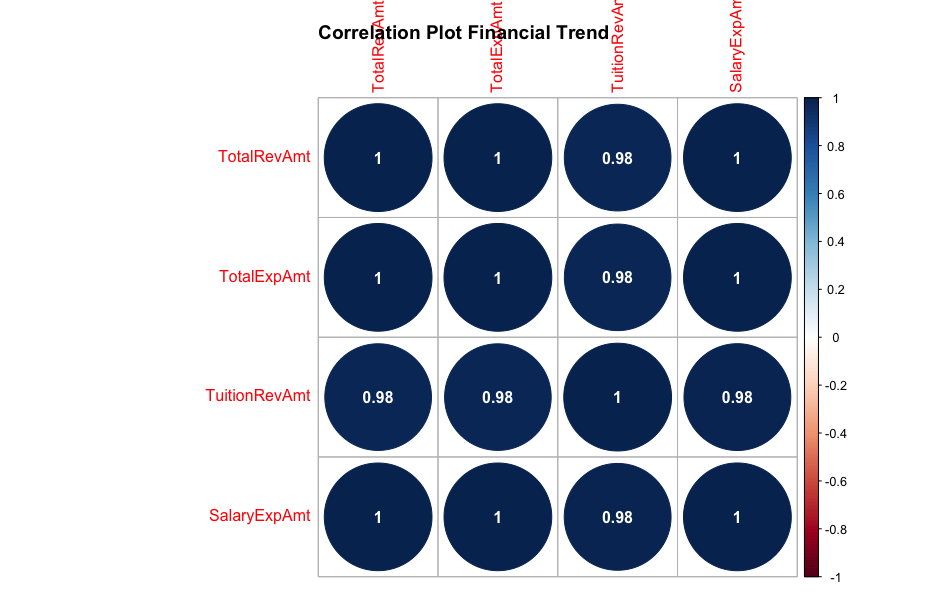 Correlation Plot Financial Trend
TotalRevAmt
TotalExpAmt
TuitionRevAm
SalaryExpAm
TotalRevAmt 1 1 0.98 1
TotalExpAmt 1 1 0.98 1
TuitionRevAmt 0.98 0.98 1 0.98
SalaryExpAmt 1 1 0.98 1
1
0.8
0.6
0.4
0.2
0
-0.2
-0.4
-0.6
-0.8
-1